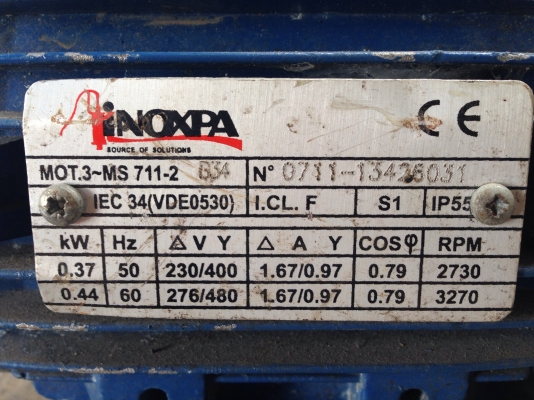 iNOXPA
SOURCE OF SOLUTIONS
CE
MOT.3~MS 711-2 B34 N° 0711-13426031
IEC 34(VDE0530) I.CL. F S1 IP55
kW Hz △ V Y △ A Y COSφ RPM
0.37 50 230/400 1.67/0.97 0.79 2730
0.44 60 276/480 1.67/0.97 0.79 3270